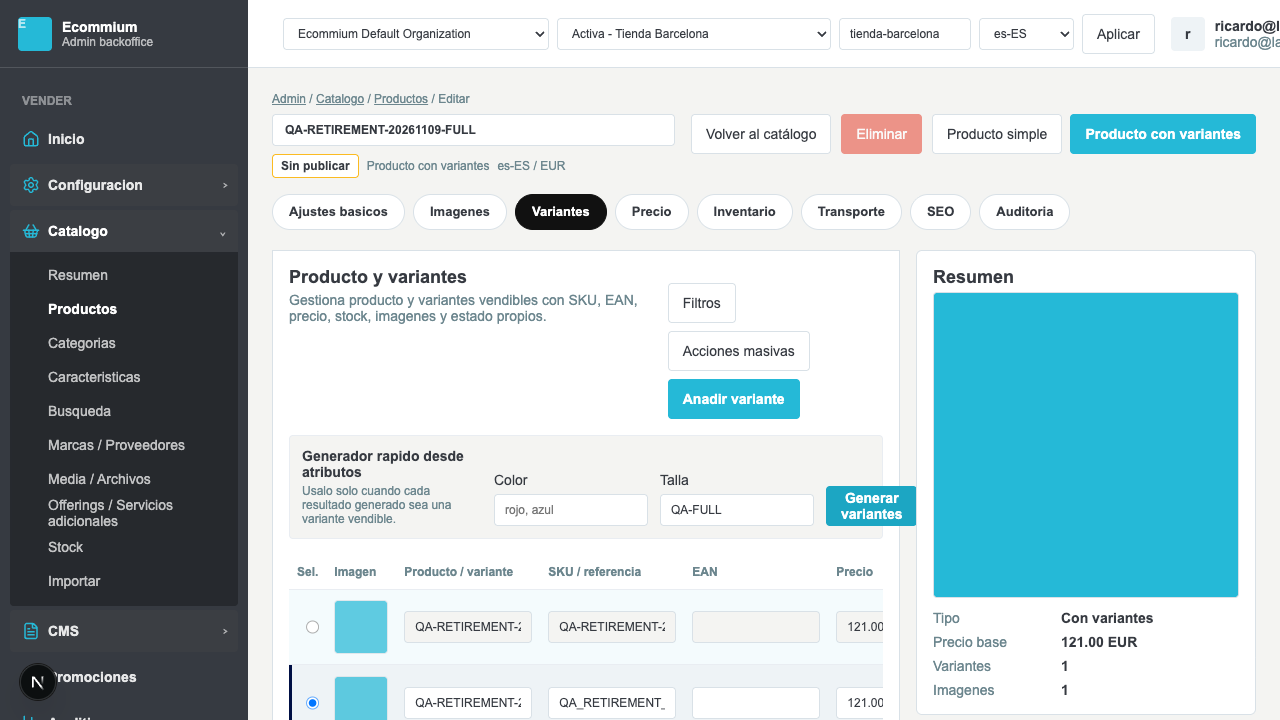 E
Ecommium
Admin backoffice
Ecommium Default Organization
Activa - Tienda Barcelona
tienda-barcelona
es-ES
Aplicar
r
ricardo@l
ricardo@la
VENDER
Inicio
Configuracion
Catalogo
Resumen
Productos
Categorias
Caracteristicas
Busqueda
Marcas / Proveedores
Media / Archivos
Offerings / Servicios
adicionales
Stock
Importar
CMS
romociones
N
Admin / Catalogo / Productos / Editar
QA-RETIREMENT-20261109-FULL
Volver al catálogo
Eliminar
Producto simple
Producto con variantes
Sin publicar
Producto con variantes
es-ES / EUR
Ajustes basicos
Imagenes
Variantes
Precio
Inventario
Transporte
SEO
Auditoria
Producto y variantes
Gestiona producto y variantes vendibles con SKU, EAN,
precio, stock, imagenes y estado propios.
Filtros
Acciones masivas
Anadir variante
Generador rapido desde
atributos
Usalo solo cuando cada
resultado generado sea una
variante vendible.
Color
rojo, azul
Talla
QA-FULL
Generar
variantes
Sel.
Imagen
Producto / variante
SKU / referencia
EAN
Precio
QA-RETIREMENT-2
QA-RETIREMENT-2
121.00
QA-RETIREMENT-2
QA_RETIREMENT_
121.00
Resumen
Tipo
Con variantes
Precio base
121.00 EUR
Variantes
1
Imagenes
1